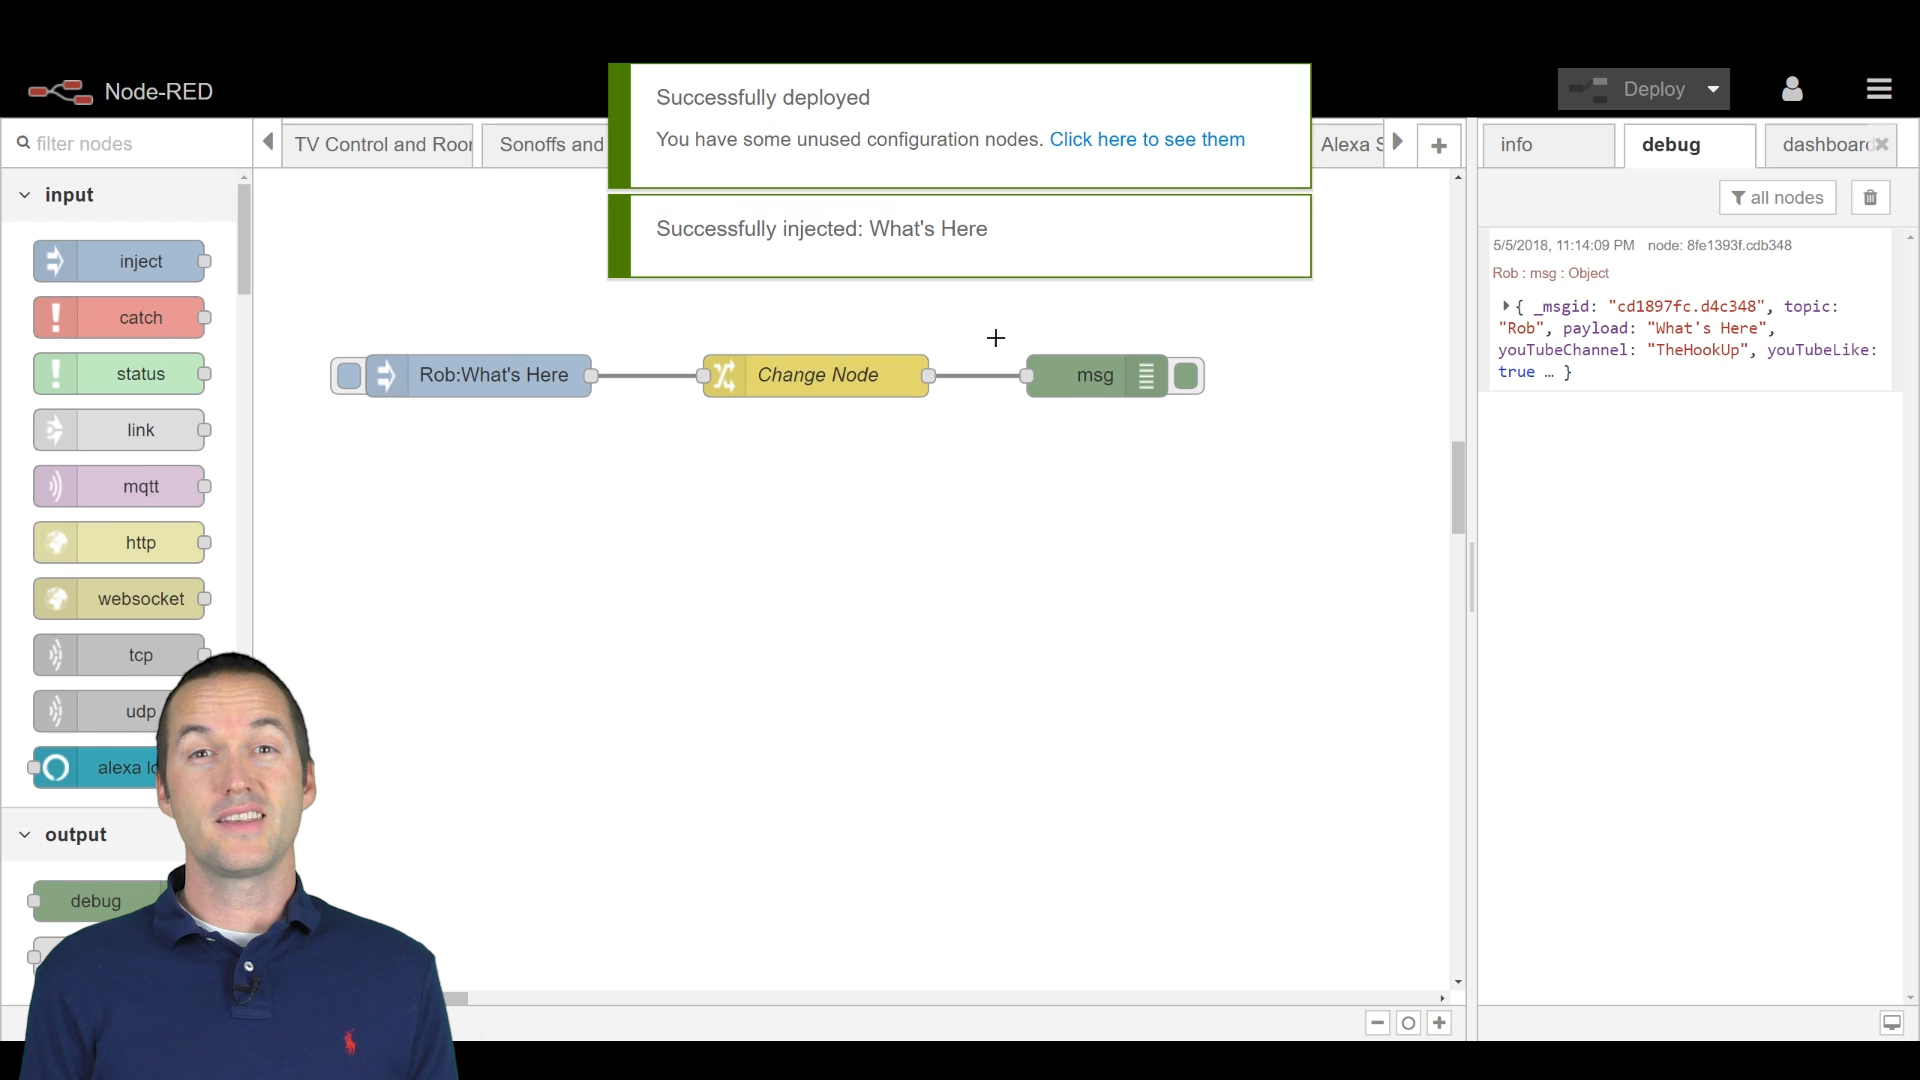 Node-RED
Successfully deployed
You have some unused configuration nodes. Click here to see them
Successfully injected: What's Here
Deploy
filter nodes
TV Control and Roo
Sonoffs and
Alexa S
info
debug
dashboard
all nodes
input
inject
catch
status
link
mqtt
http
websocket
tcp
udp
alexa lo
output
debug
Rob:What's Here
Change Node
msg
5/5/2018, 11:14:09 PM node: 8fe1393f.cdb348
Rob : msg : Object
{ _msgid: "cd1897fc.d4c348", topic:
"Rob", payload: "What's Here",
youTubeChannel: "TheHookUp", youTubeLike:
true … }